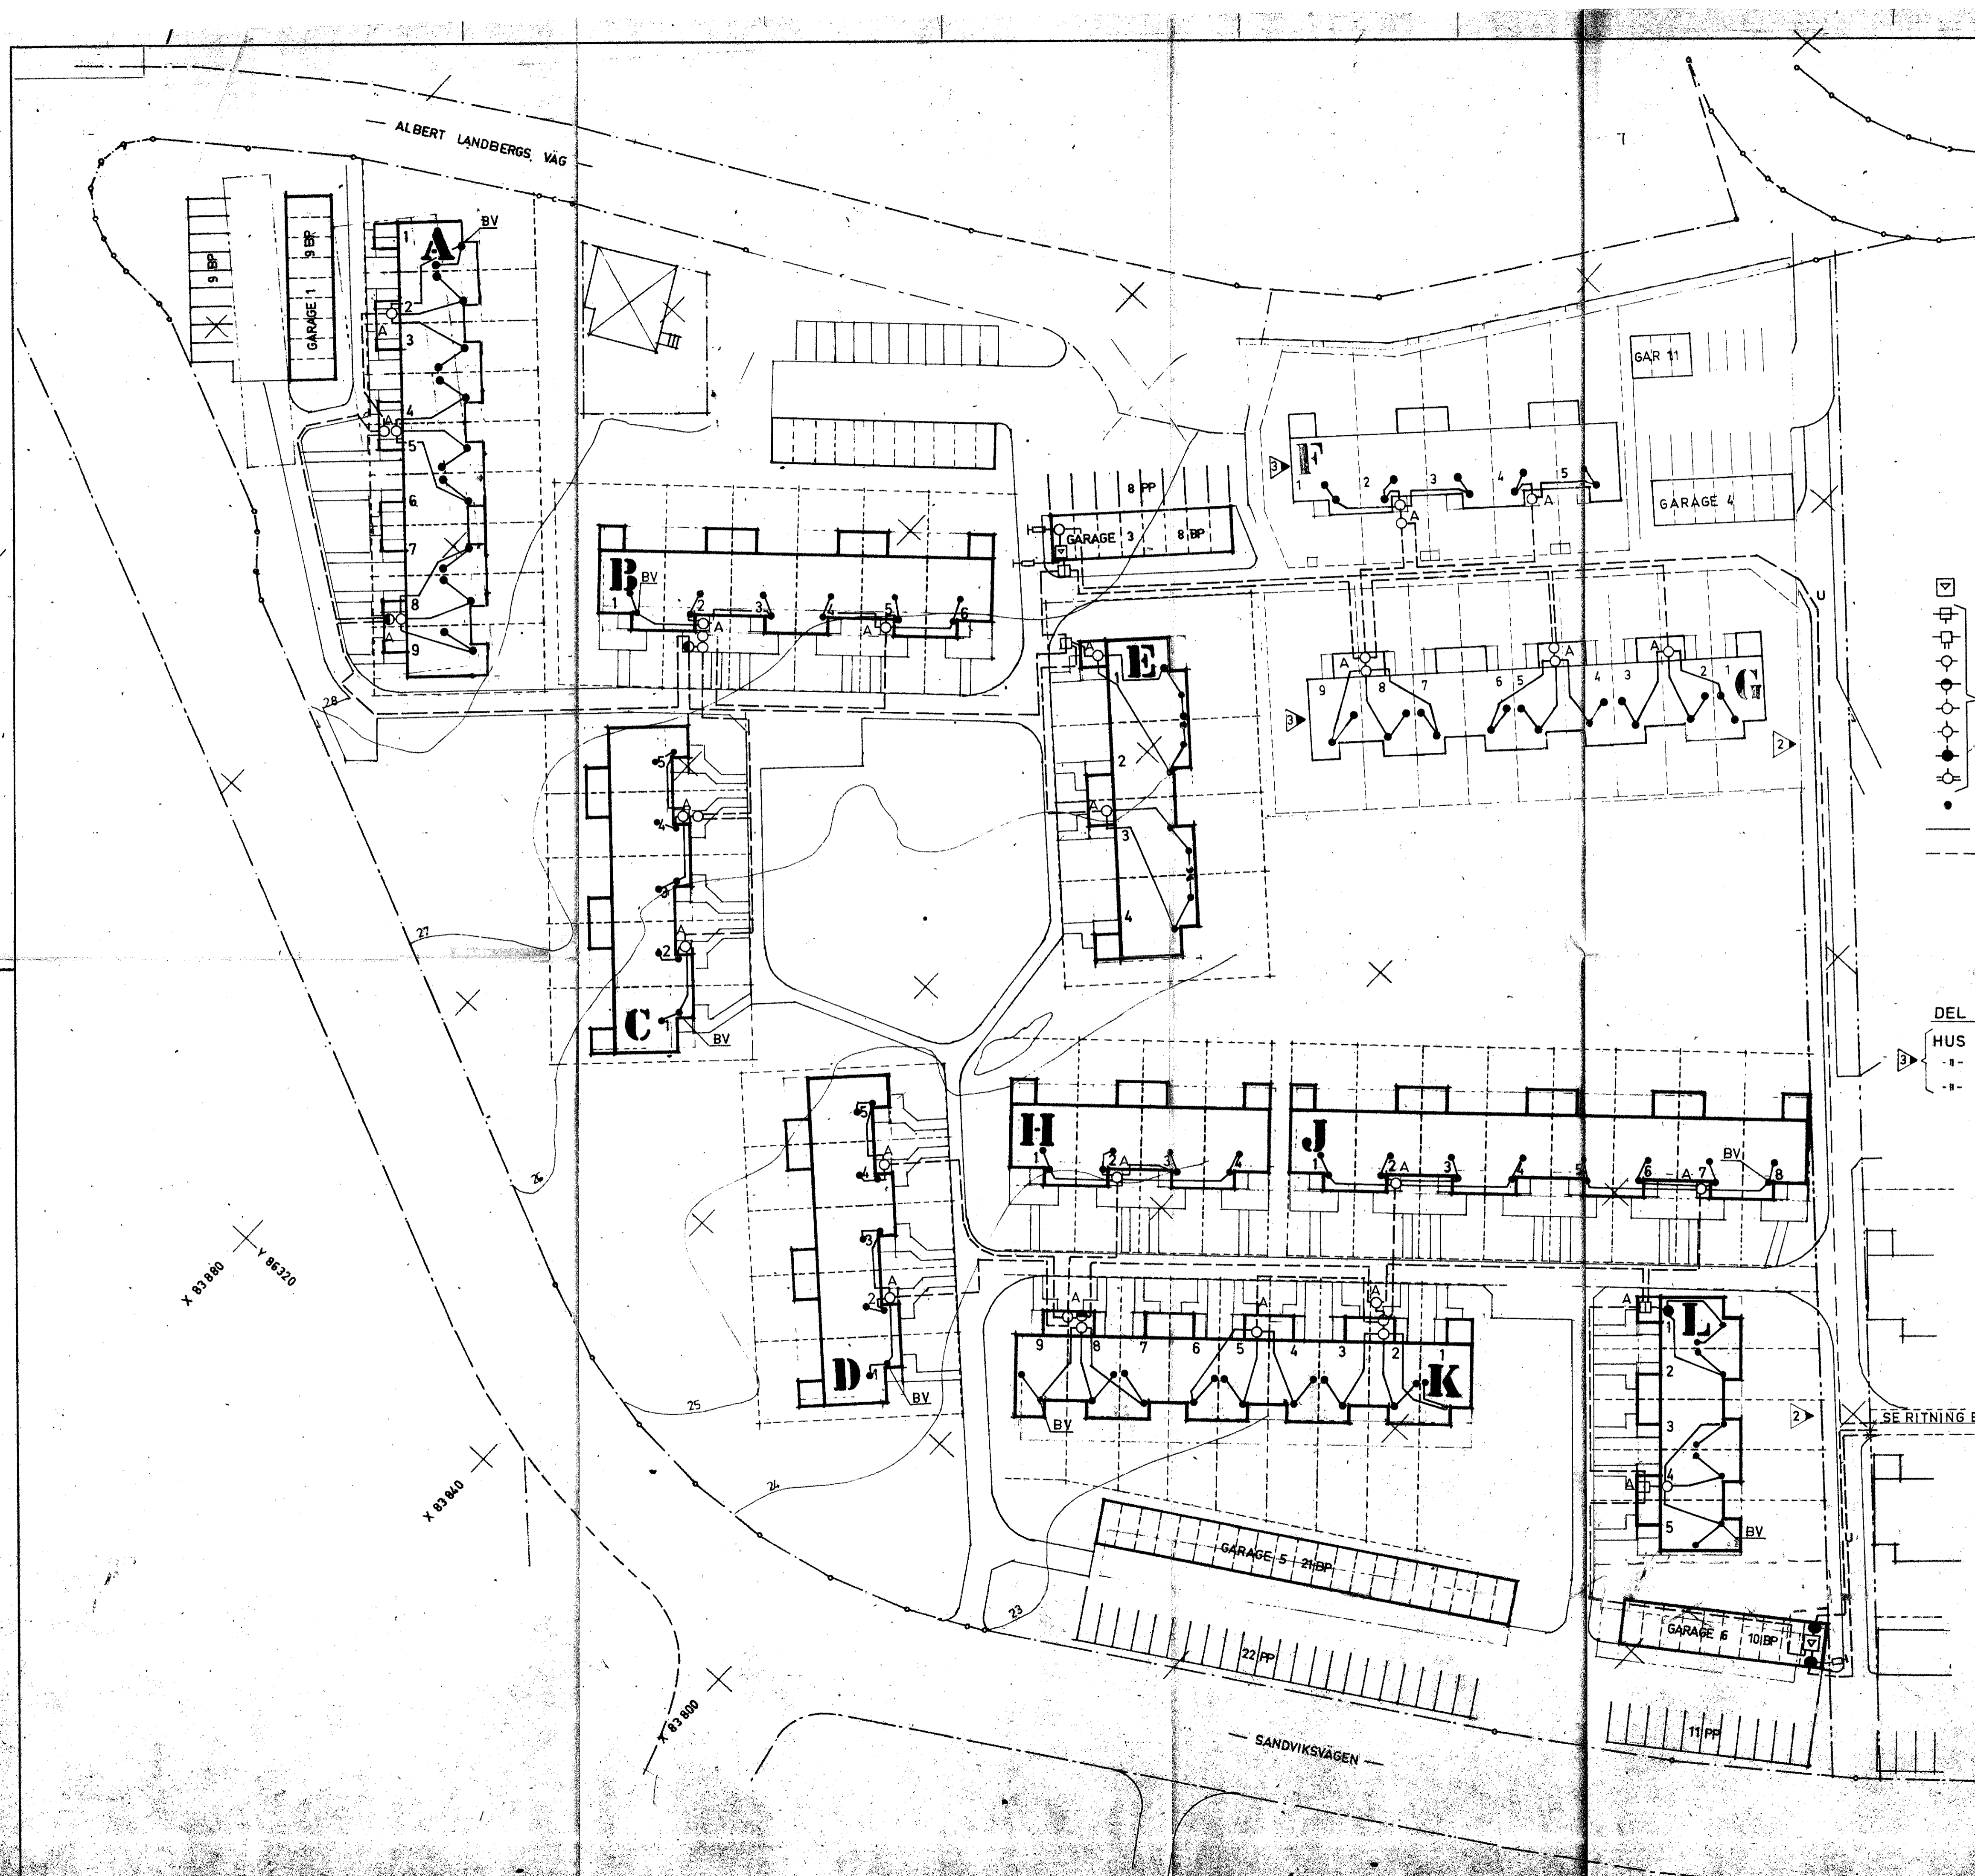 ALBERT LANDBERGS VÄG
9 BP
GARAGE 1
9 BP
A
BV
1
2
A
3
4
A
5
6
7
8
A
9
GAR 11
F
3
1
2
3
4
5
A
A
GARAGE 4
8 PP
GARAGE 3
8 BP
B
BV
1
2
3
4
5
6
A
A
28
U
E
A
1
2
A
3
4
G
3
9
8
7
6
5
4
3
2
1
A
A
A
2
C
5
A
4
3
A
2
1
BV
27
DEL
HUS
-"-
-"-
3
H
1
2
A
3
4
J
1
2
A
3
4
5
6
A
7
BV
8
D
5
A
4
3
A
2
1
BV
26
X 83 880
Y 86320
K
A
A
A
9
8
7
6
5
4
3
2
1
BV
L
A
1
2
3
4
A
5
BV
2
SE RITNING
25
24
X 83 840
U
GARAGE 5 21 BP
23
GARAGE 6 10 BP
22 PP
X 83 800
SANDVIKSVÄGEN
11 PP